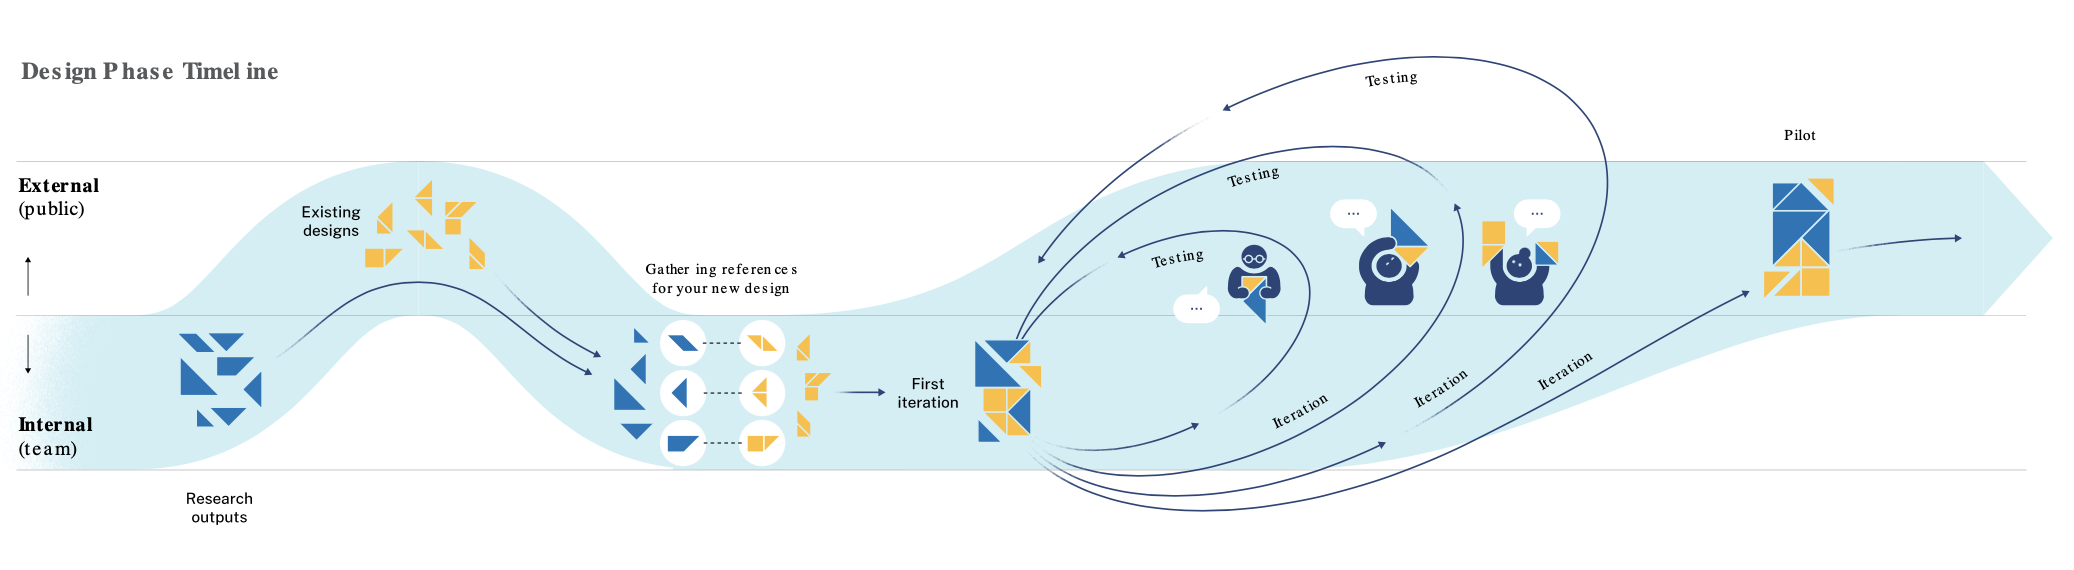 Design Phase Timeline
External
(public)
Internal
(team)
Research
outputs
Existing
designs
Gathering references
for your new design
First
iteration
Testing
Testing
Testing
...
...
...
Iteration
Iteration
Iteration
Pilot